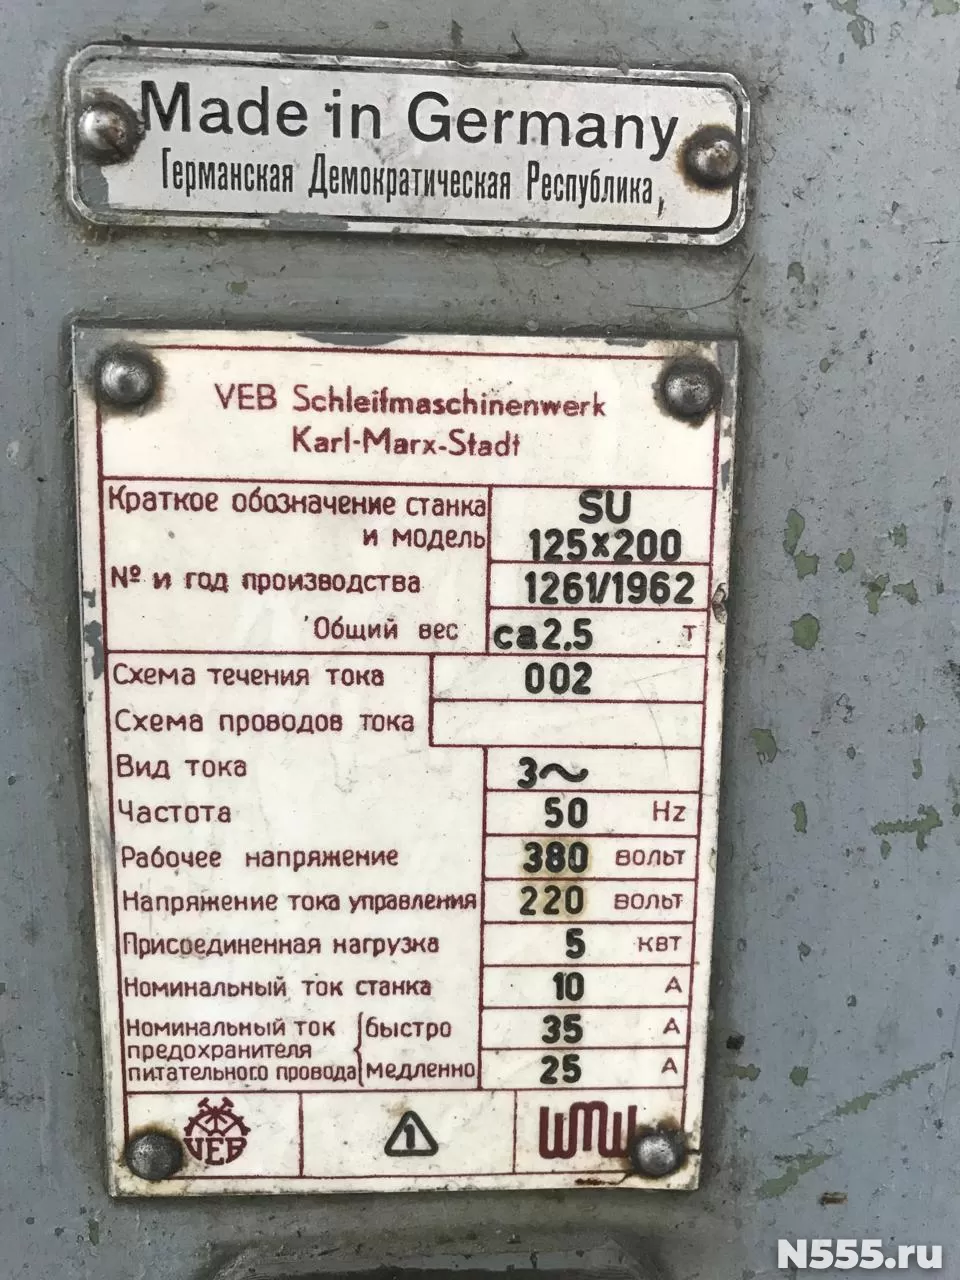 Made in Germany
Германская Демократическая Республика,
VEB Schleifmaschinenwerk
Karl-Marx-Stadt
Краткое обозначение станка
и модель
SU
125x200
№ и год производства 1261/1962
Общий вес ca 2.5 т
Схема течения тока 002
Схема проводов тока
Вид тока 3~
Частота 50 Hz
Рабочее напряжение 380 вольт
Напряжение тока управления 220 вольт
Присоединенная нагрузка 5 квт
Номинальный ток станка 10 А
Номинальный ток
предохранителя
питательного провода
быстро 35 А
медленно 25 А
VEB
1
WMW
N555.ru